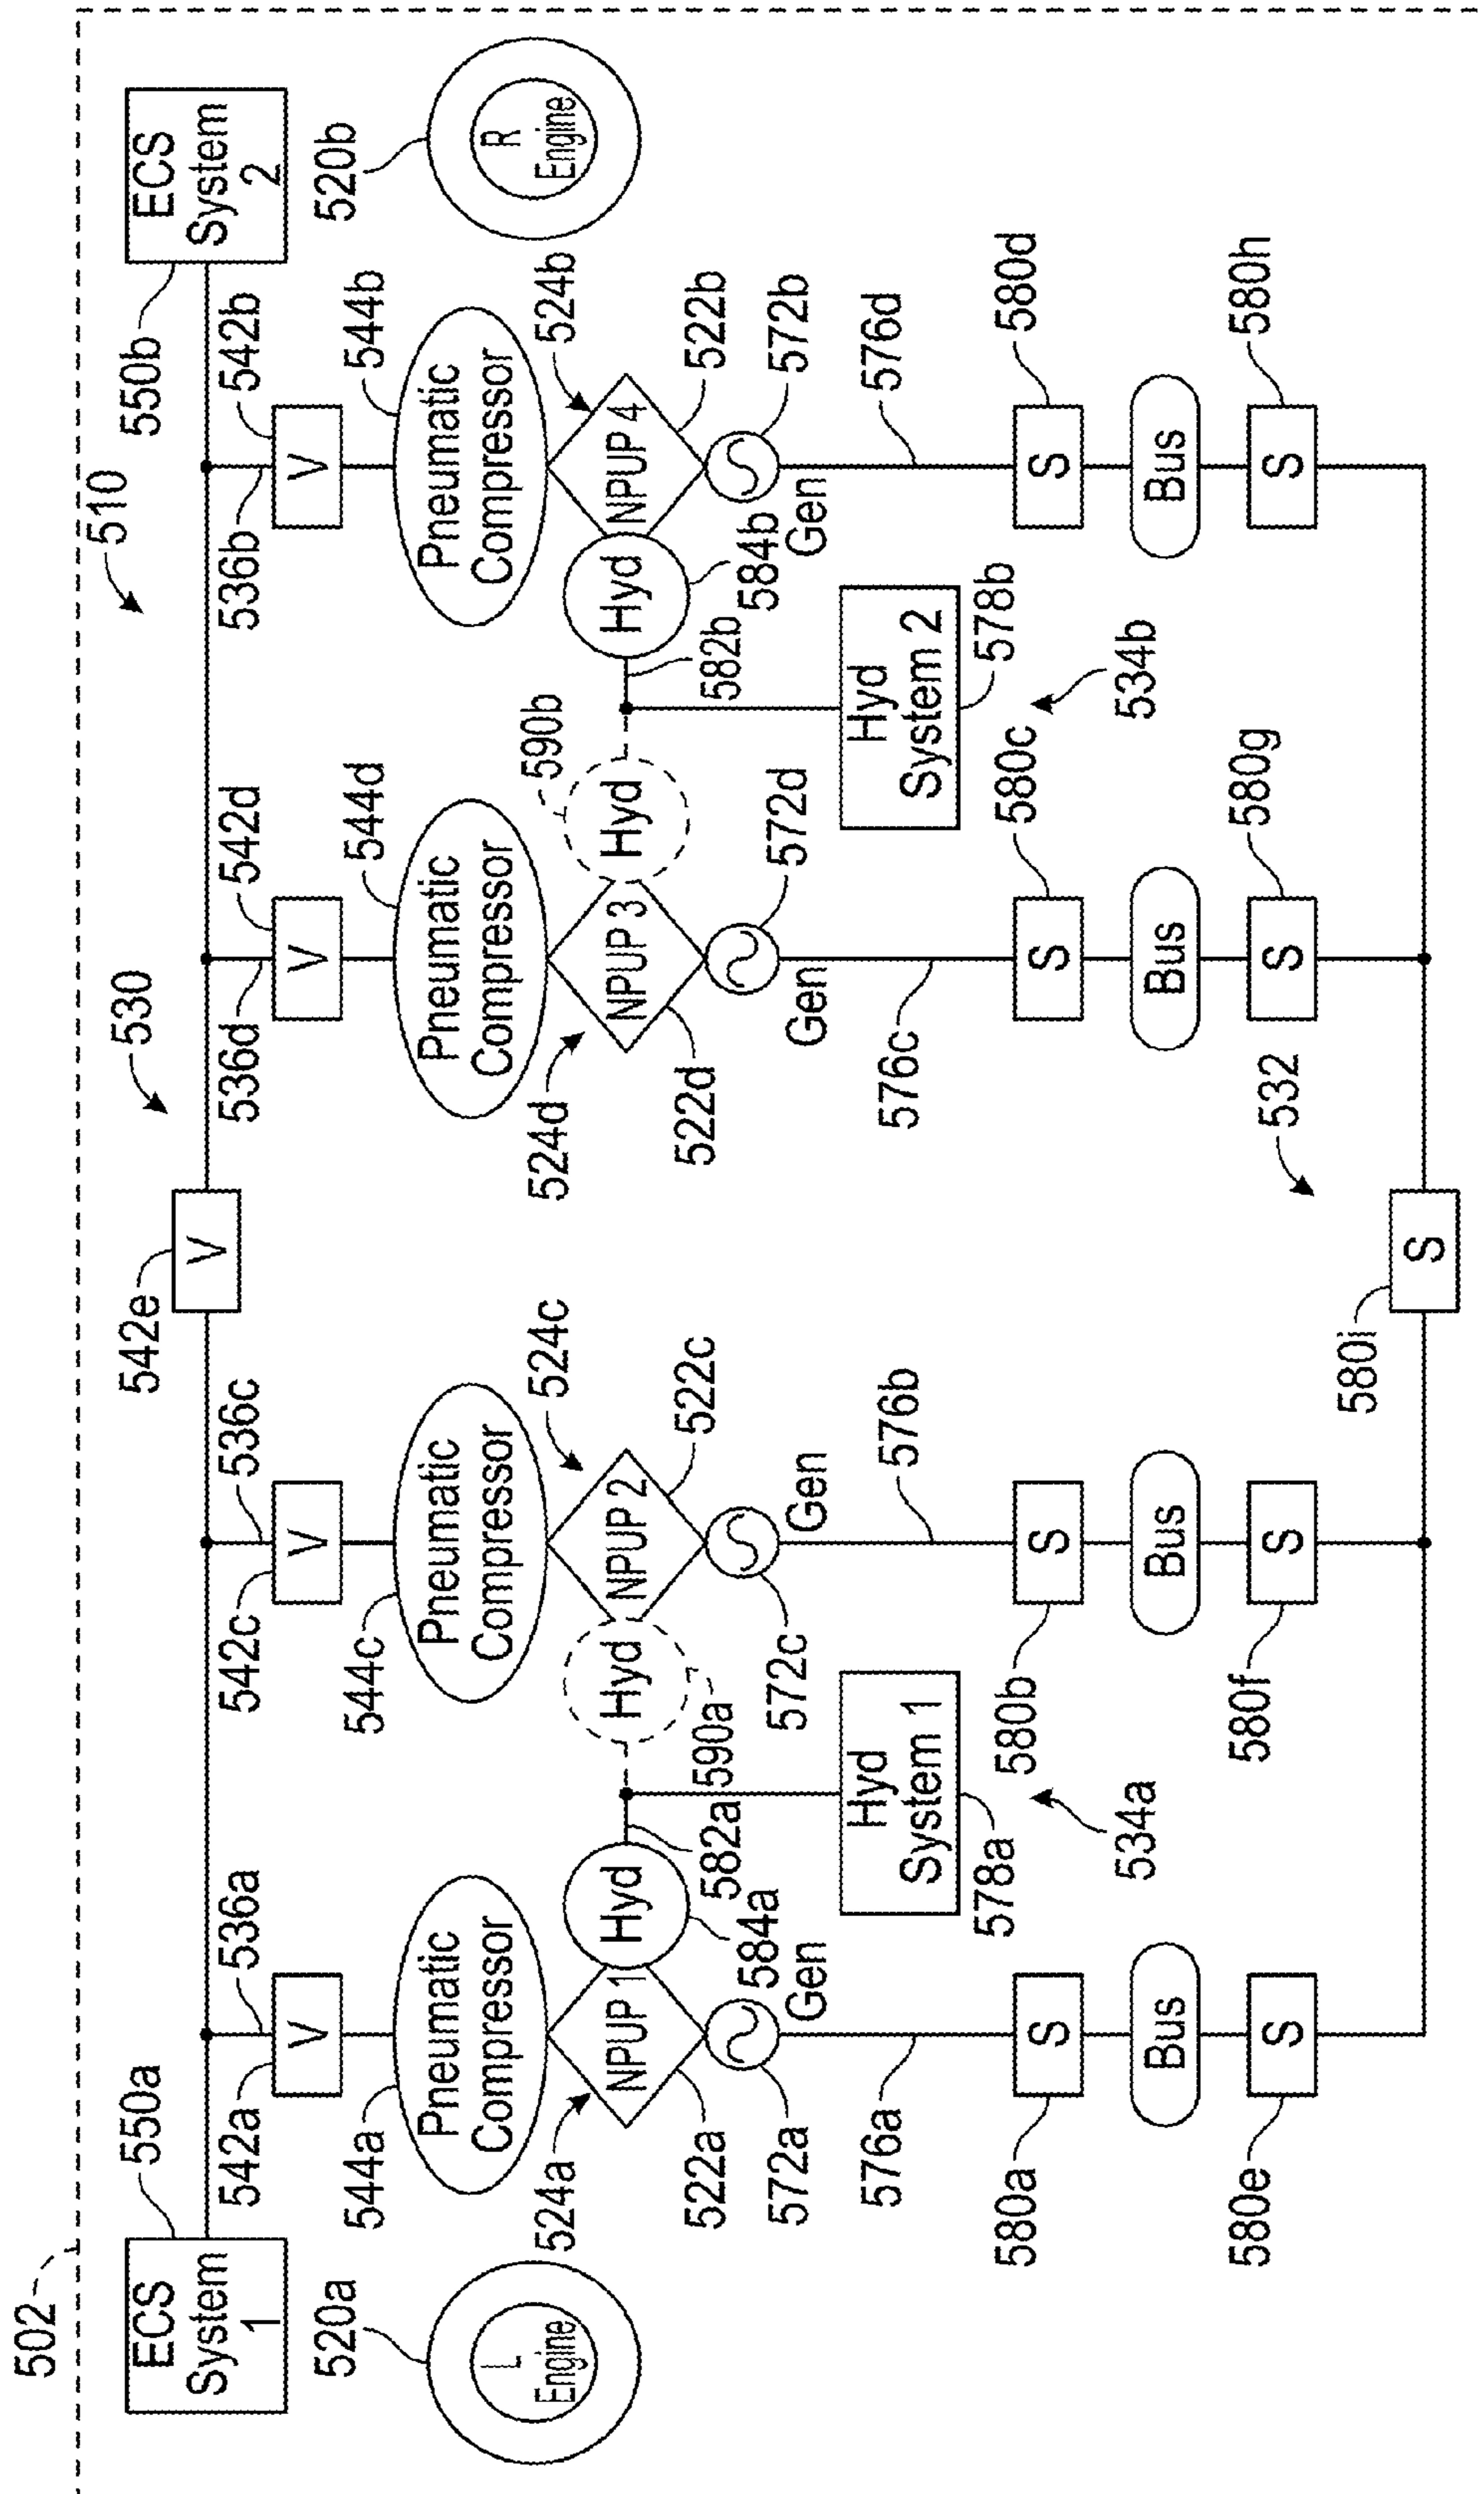 502
510
530
ECS
System
1
550a
536a
542a
536c
542c
542e
V
536d
542d
536b
542b
550b
ECS
System
2
V
V
V
V
520a
L
Engine
544a
Pneumatic
Compressor
544c
Pneumatic
Compressor
544d
Pneumatic
Compressor
544b
Pneumatic
Compressor
520b
R
Engine
524a
NPUP 1
522a
Hyd
584a
582a
Hyd
590a
NPUP 2
524c
522c
524d
NPUP 3
522d
Hyd
590b
582b
Hyd
584b
NPUP 4
524b
522b
572a
Gen
572c
Gen
572d
Gen
572b
Gen
576a
Hyd
System 1
578a
576b
576c
Hyd
System 2
578b
576d
580a
S
534a
580b
S
580c
S
534b
580d
S
Bus
Bus
Bus
Bus
580e
S
580f
S
532
580g
S
580h
S
580i
S